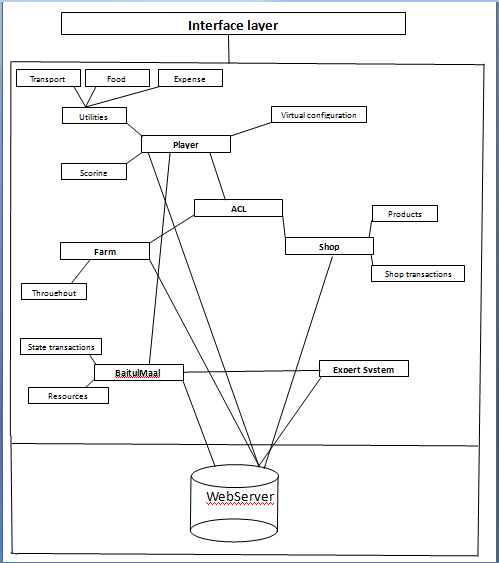 Interface layer
Transport
Food
Expense
Utilities
Virtual configuration
Player
Scoring
ACL
Products
Shop
Farm
Shop transactions
Throughout
State transactions
BaitulMaal
Expert System
Resources
WebServer